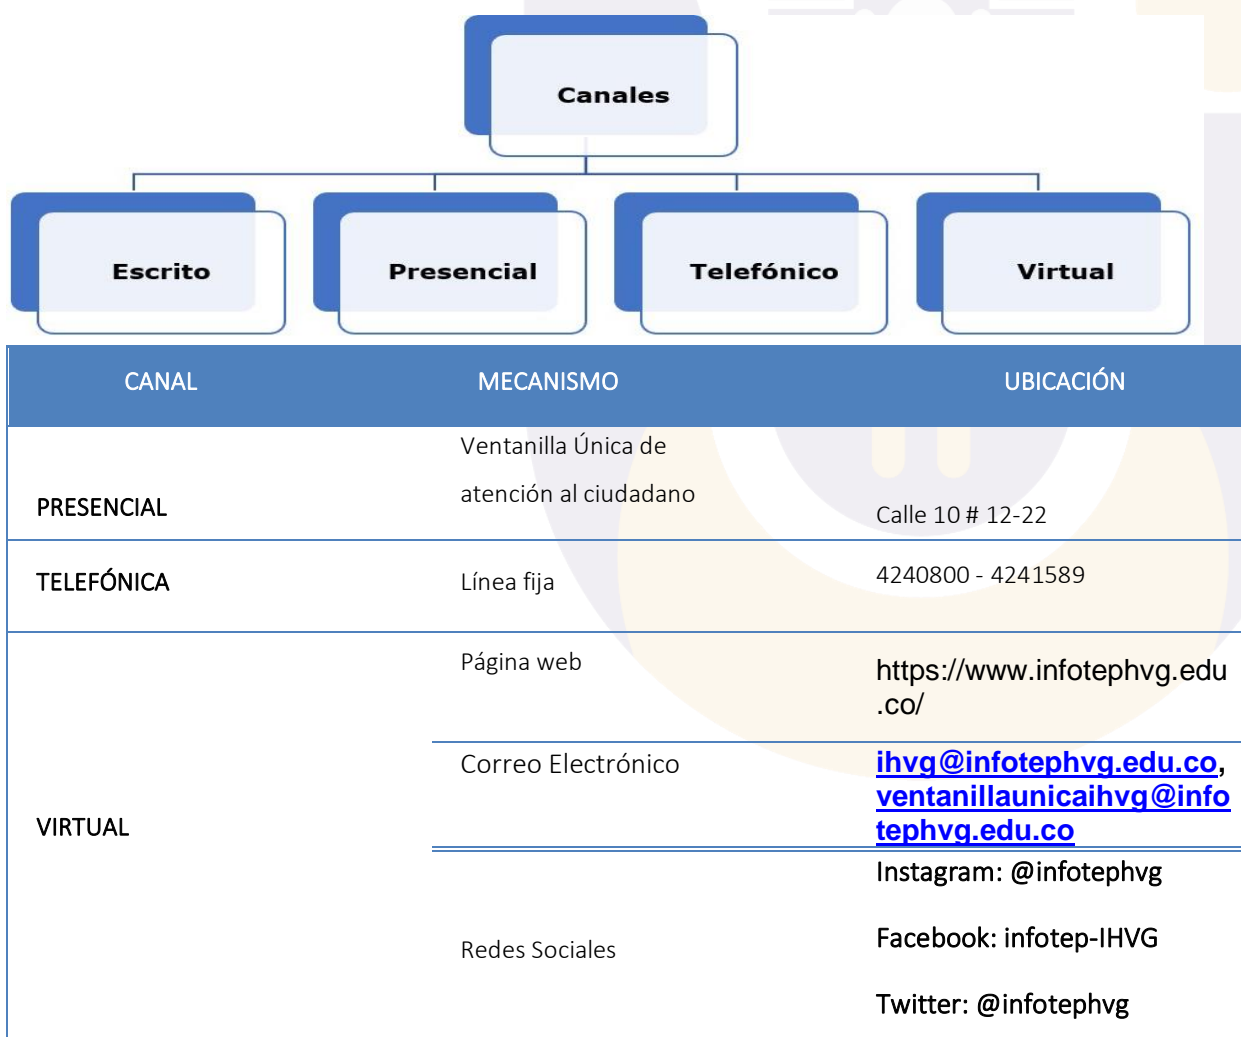 Canales
Escrito
Presencial
Telefónico
Virtual
CANAL
MECANISMO
UBICACIÓN
PRESENCIAL
Ventanilla Única de
atención al ciudadano
Calle 10 # 12-22
TELEFÓNICA
Línea fija
4240800 - 4241589
VIRTUAL
Página web
https://www.infotephvg.edu
.co/
Correo Electrónico
ihvg@infotephvg.edu.co,
ventanillaunicaihvg@info
tephvg.edu.co
Redes Sociales
Instagram: @infotephvg
Facebook: infotep-IHVG
Twitter: @infotephvg